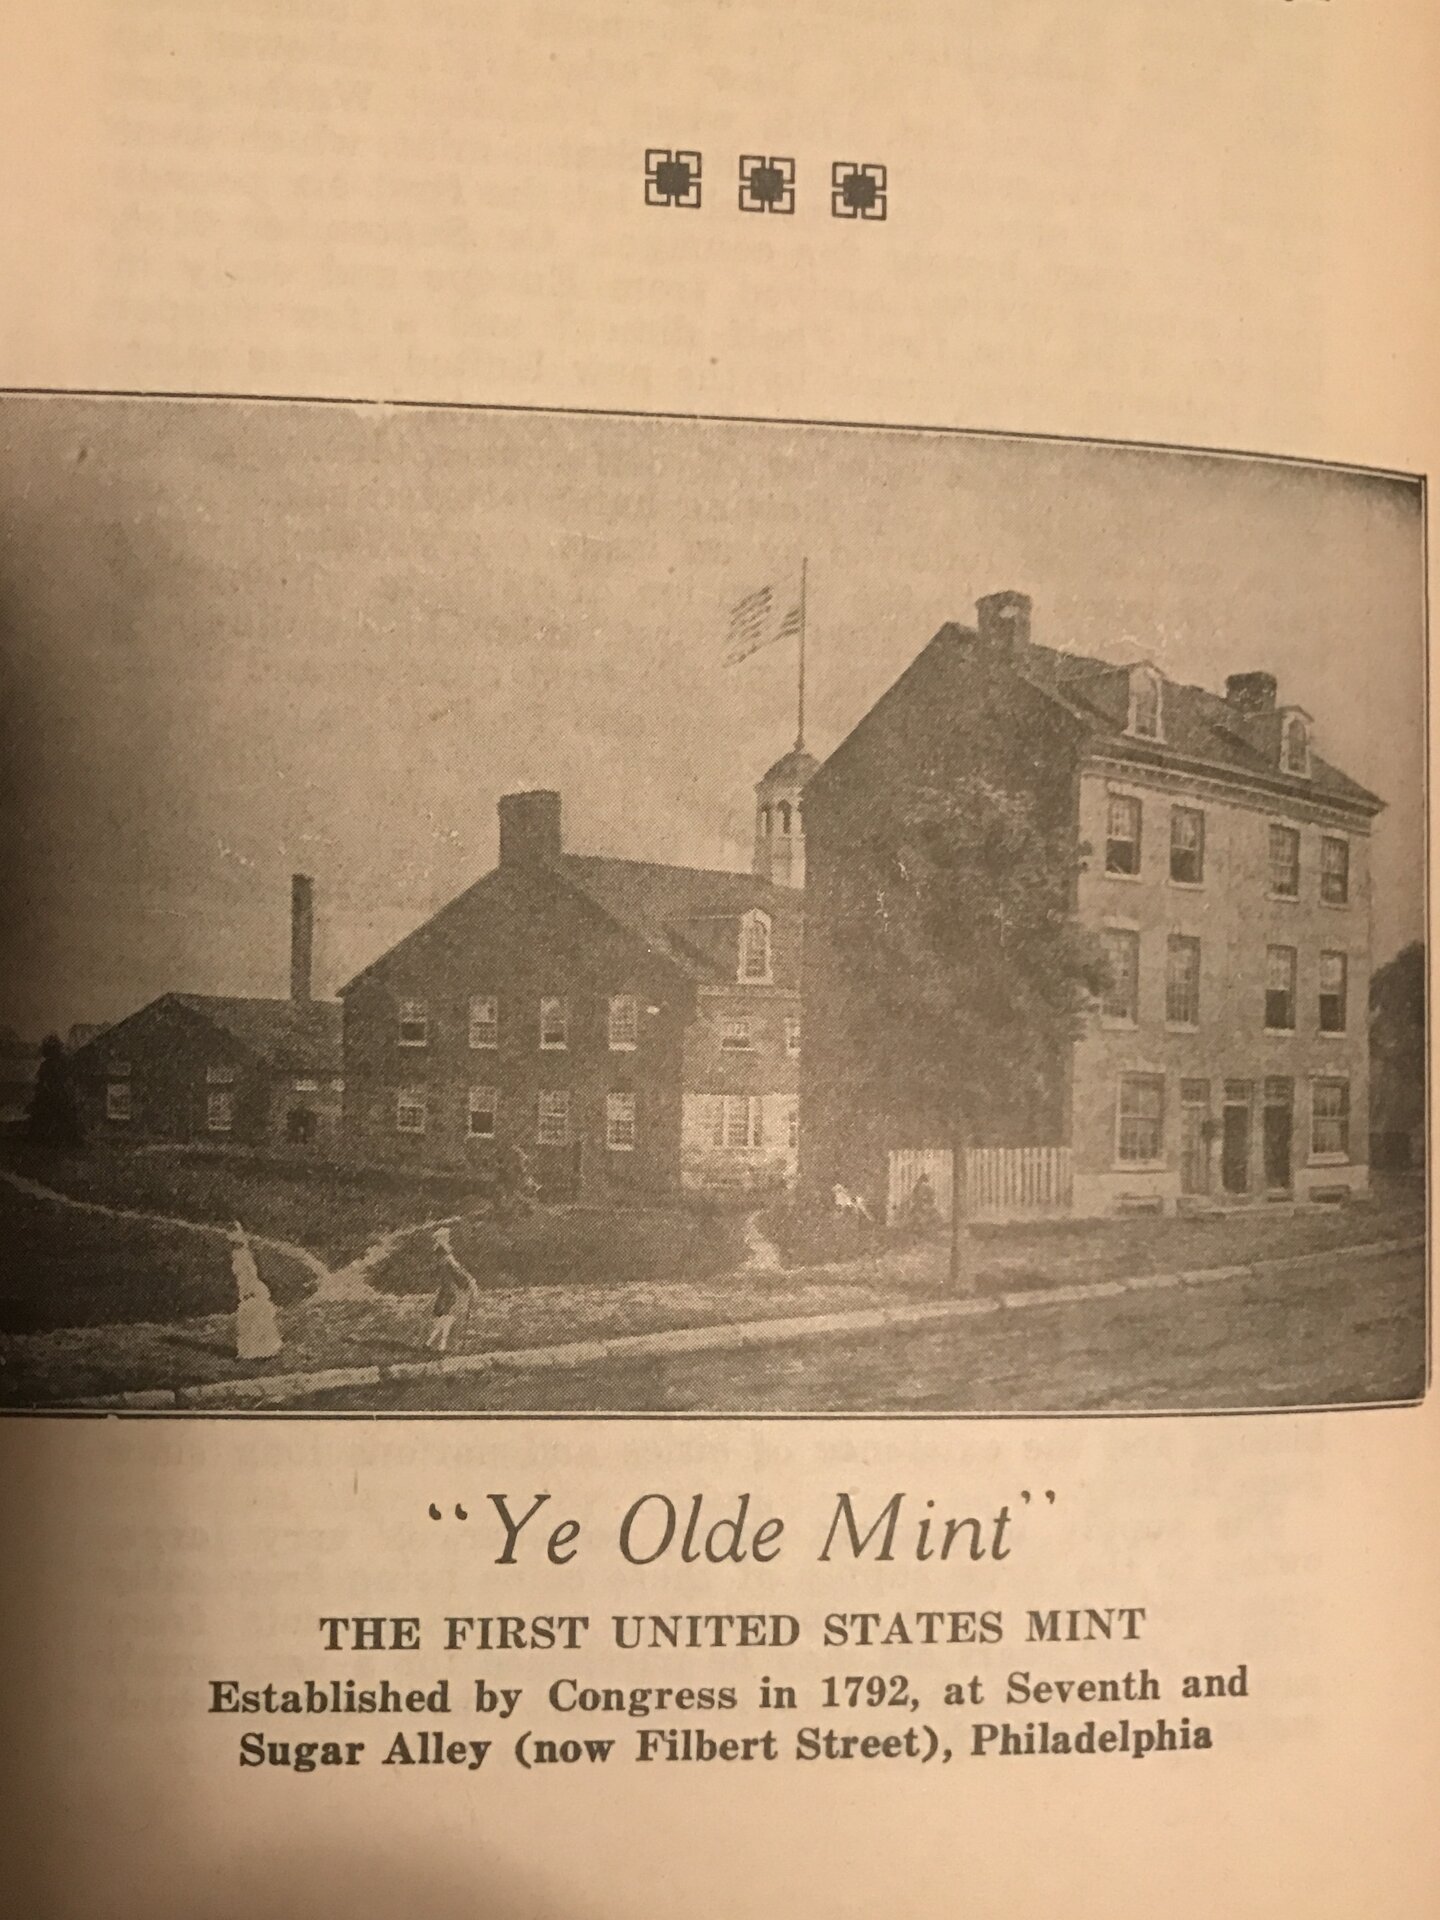 “Ye Olde Mint”
THE FIRST UNITED STATES MINT
Established by Congress in 1792, at Seventh and
Sugar Alley (now Filbert Street), Philadelphia